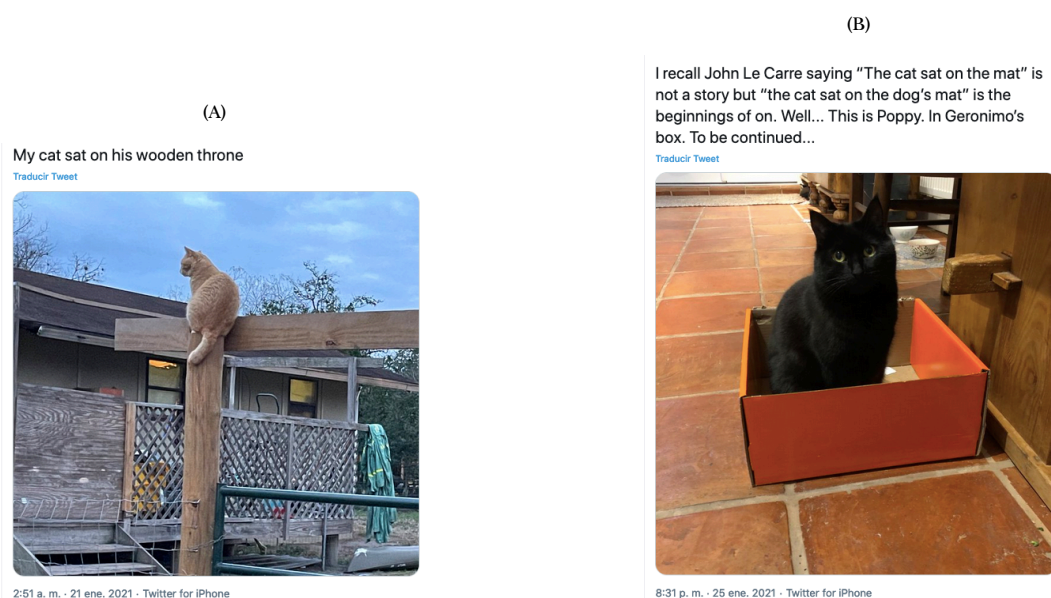 (A)
My cat sat on his wooden throne
Traducir Tweet
2:51 a. m. · 21 ene. 2021 · Twitter for iPhone
(B)
I recall John Le Carre saying “The cat sat on the mat” is
not a story but “the cat sat on the dog’s mat” is the
beginnings of on. Well... This is Poppy. In Geronimo’s
box. To be continued...
Traducir Tweet
8:31 p. m. · 25 ene. 2021 · Twitter for iPhone